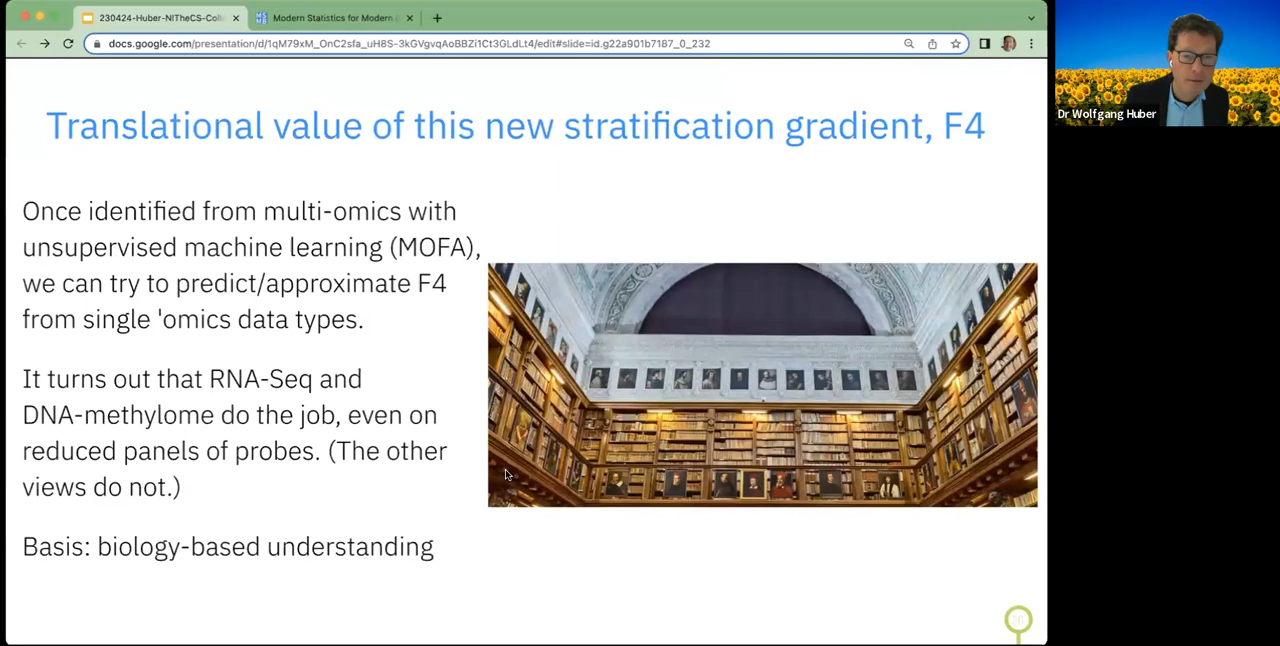 230424-Huber-NITheCS-Coll
Modern Statistics for Modern
docs.google.com/presentation/d/1qM79xM_OnC2sfa_uH8S-3kGVgvqAoBBZi1Ct3GLdLt4/edit#slide=id.g22a901b7187_0_232
Dr Wolfgang Huber
Translational value of this new stratification gradient, F4
Once identified from multi-omics with
unsupervised machine learning (MOFA),
we can try to predict/approximate F4
from single 'omics data types.
It turns out that RNA-Seq and
DNA-methylome do the job, even on
reduced panels of probes. (The other
views do not.)
Basis: biology-based understanding